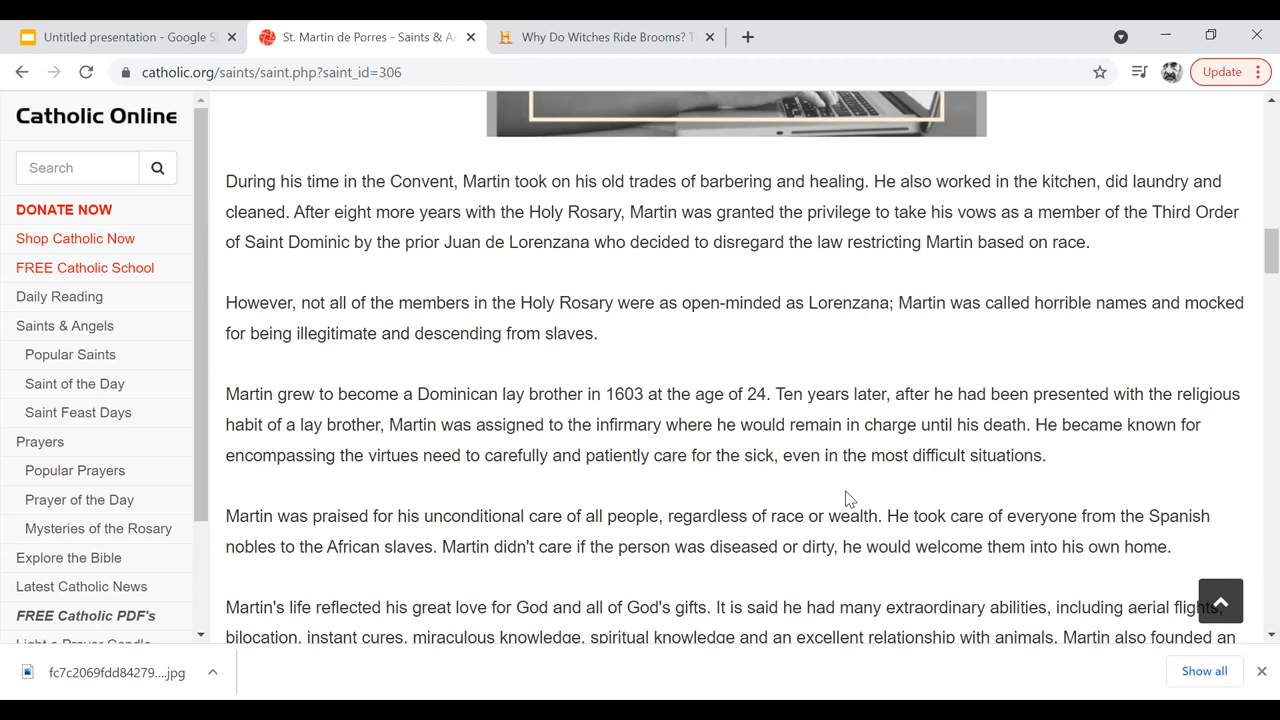 Untitled presentation - Google Sl
St. Martin de Porres - Saints & An
Why Do Witches Ride Brooms? T
catholic.org/saints/saint.php?saint_id=306
Update
Catholic Online
Search
DONATE NOW
Shop Catholic Now
FREE Catholic School
Daily Reading
Saints & Angels
Popular Saints
Saint of the Day
Saint Feast Days
Prayers
Popular Prayers
Prayer of the Day
Mysteries of the Rosary
Explore the Bible
Latest Catholic News
FREE Catholic PDF's
Light a Prayer Candle
During his time in the Convent, Martin took on his old trades of barbering and healing. He also worked in the kitchen, did laundry and
cleaned. After eight more years with the Holy Rosary, Martin was granted the privilege to take his vows as a member of the Third Order
of Saint Dominic by the prior Juan de Lorenzana who decided to disregard the law restricting Martin based on race.
However, not all of the members in the Holy Rosary were as open-minded as Lorenzana; Martin was called horrible names and mocked
for being illegitimate and descending from slaves.
Martin grew to become a Dominican lay brother in 1603 at the age of 24. Ten years later, after he had been presented with the religious
habit of a lay brother, Martin was assigned to the infirmary where he would remain in charge until his death. He became known for
encompassing the virtues need to carefully and patiently care for the sick, even in the most difficult situations.
Martin was praised for his unconditional care of all people, regardless of race or wealth. He took care of everyone from the Spanish
nobles to the African slaves. Martin didn't care if the person was diseased or dirty, he would welcome them into his own home.
Martin's life reflected his great love for God and all of God's gifts. It is said he had many extraordinary abilities, including aerial flights,
bilocation, instant cures, miraculous knowledge, spiritual knowledge and an excellent relationship with animals. Martin also founded an
fc7c2069fdd84279....jpg
Show all